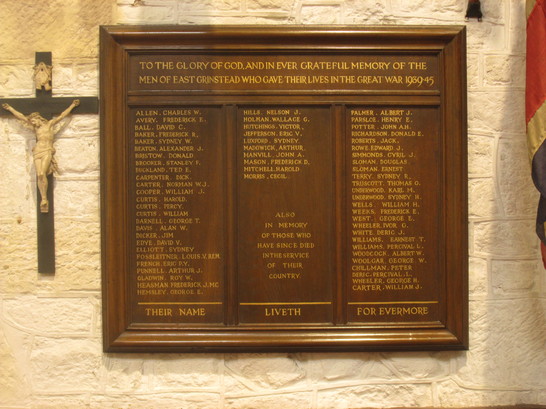 TO THE GLORY OF GOD, AND IN EVER GRATEFUL MEMORY OF THE
MEN OF EAST GRINSTEAD WHO GAVE THEIR LIVES IN THE GREAT WAR 1939-45
ALLEN, CHARLES W.
AVERY, FREDERICK F.
BALL, DAVID C.
BAKER, FREDERICK R.
BAKER, SYDNEY W.
BEATON, ALEXANDER J.
BRISTOW, DONALD
BROOKER, STANLEY F.
BUCKLAND, TED E.
CARPENTER, DESC.
CARTER, NORMAN W.J.
COOPER, WILLIAM J.
CURTIS, HAROLD
CURTIS, PERCY
CURTIS, WILLIAM
DARNELL, GEORGE T.
DAVIS, ALAN W.
DICKER, JIM
EDYE, DAVID V.
ELLIOTT, SYDNEY
FOSBLEITNER, LOUIS V. BEM
FRENCH, ERIC P.V.
FUNNELL, ARTHUR J.
GLADWIN, ROY W.
HEASMAN, FREDERICK J. MC
HEMSLEY, GEORGE E.
THEIR NAME
HILLS, NELSON J.
HOLMAN, WALLACE G.
HUTCHINGS, VICTOR,
JEFFERSON, ERIC V.
LUXFORD, SYDNEY
MADGWICK, ARTHUR,
MANVILL, JOHN A.
MASON, FREDERICK B.
MITCHELL, HAROLD
MORRIS, CECIL
ALSO
IN MEMORY
OF THOSE WHO
HAVE SINCE DIED
IN THE SERVICE
OF THEIR
COUNTRY.
LIVETH
PALMER, ALBERT J.
PARSLOE, HENRY E.
POTTER, JOHN A.H.
RICHARDSON, DONALD E.
ROBERTS, JACK,
ROWE, EDWARD J.
SIMMONDS, CYRIL J.
SLOMAN, DOUGLAS
SLOMAN, ERNEST
TERRY, SYDNEY R.
TRUSCOTT, THOMAS O.
UNDERWOOD, KARL M.
UNDERWOOD, SYDNEY H.
WELLS, WILLIAM H.
WEEKS, FREDERICK E.
WEST, GEORGE E.
WHEELER, IVOR G.
WHITE, DERIC J.
WILLIAMS, EARNEST T.
WILLIAMS, PERCIVAL L.
WOODCOCK, ALBERT W.
WOOLGAR, GEORGE W.
CHILLMAN, PETER
DERIC, PERCIVAL L.
WHEELER, GEORGE H.
CARTER, WILLIAM J.
FOR EVERMORE